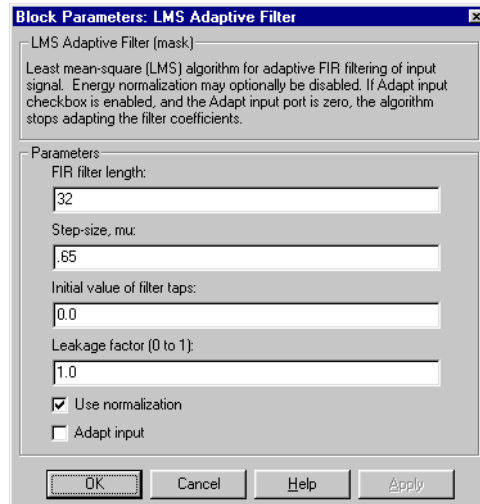 Block Parameters: LMS Adaptive Filter
LMS Adaptive Filter (mask)
Least mean-square (LMS) algorithm for adaptive FIR filtering of input
signal.  Energy normalization may optionally be disabled. If Adapt input
checkbox is enabled, and the Adapt input port is zero, the algorithm
stops adapting the filter coefficients.
Parameters
FIR filter length:
32
Step-size, mu:
.65
Initial value of filter taps:
0.0
Leakage factor (0 to 1):
1.0
Use normalization
Adapt input
OK Cancel Help Apply